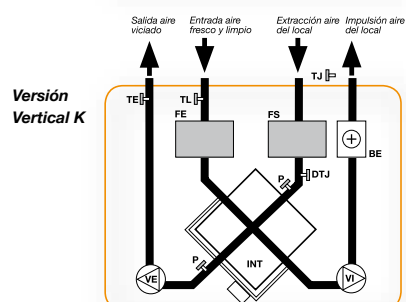 Salida aire
viciado
Entrada aire
fresco y limpio
Extracción aire
del local
Impulsión aire
del local
Versión
Vertical K
TE
TL
TJ
FE
FS
BE
P
DTJ
P
INT
VE
VI